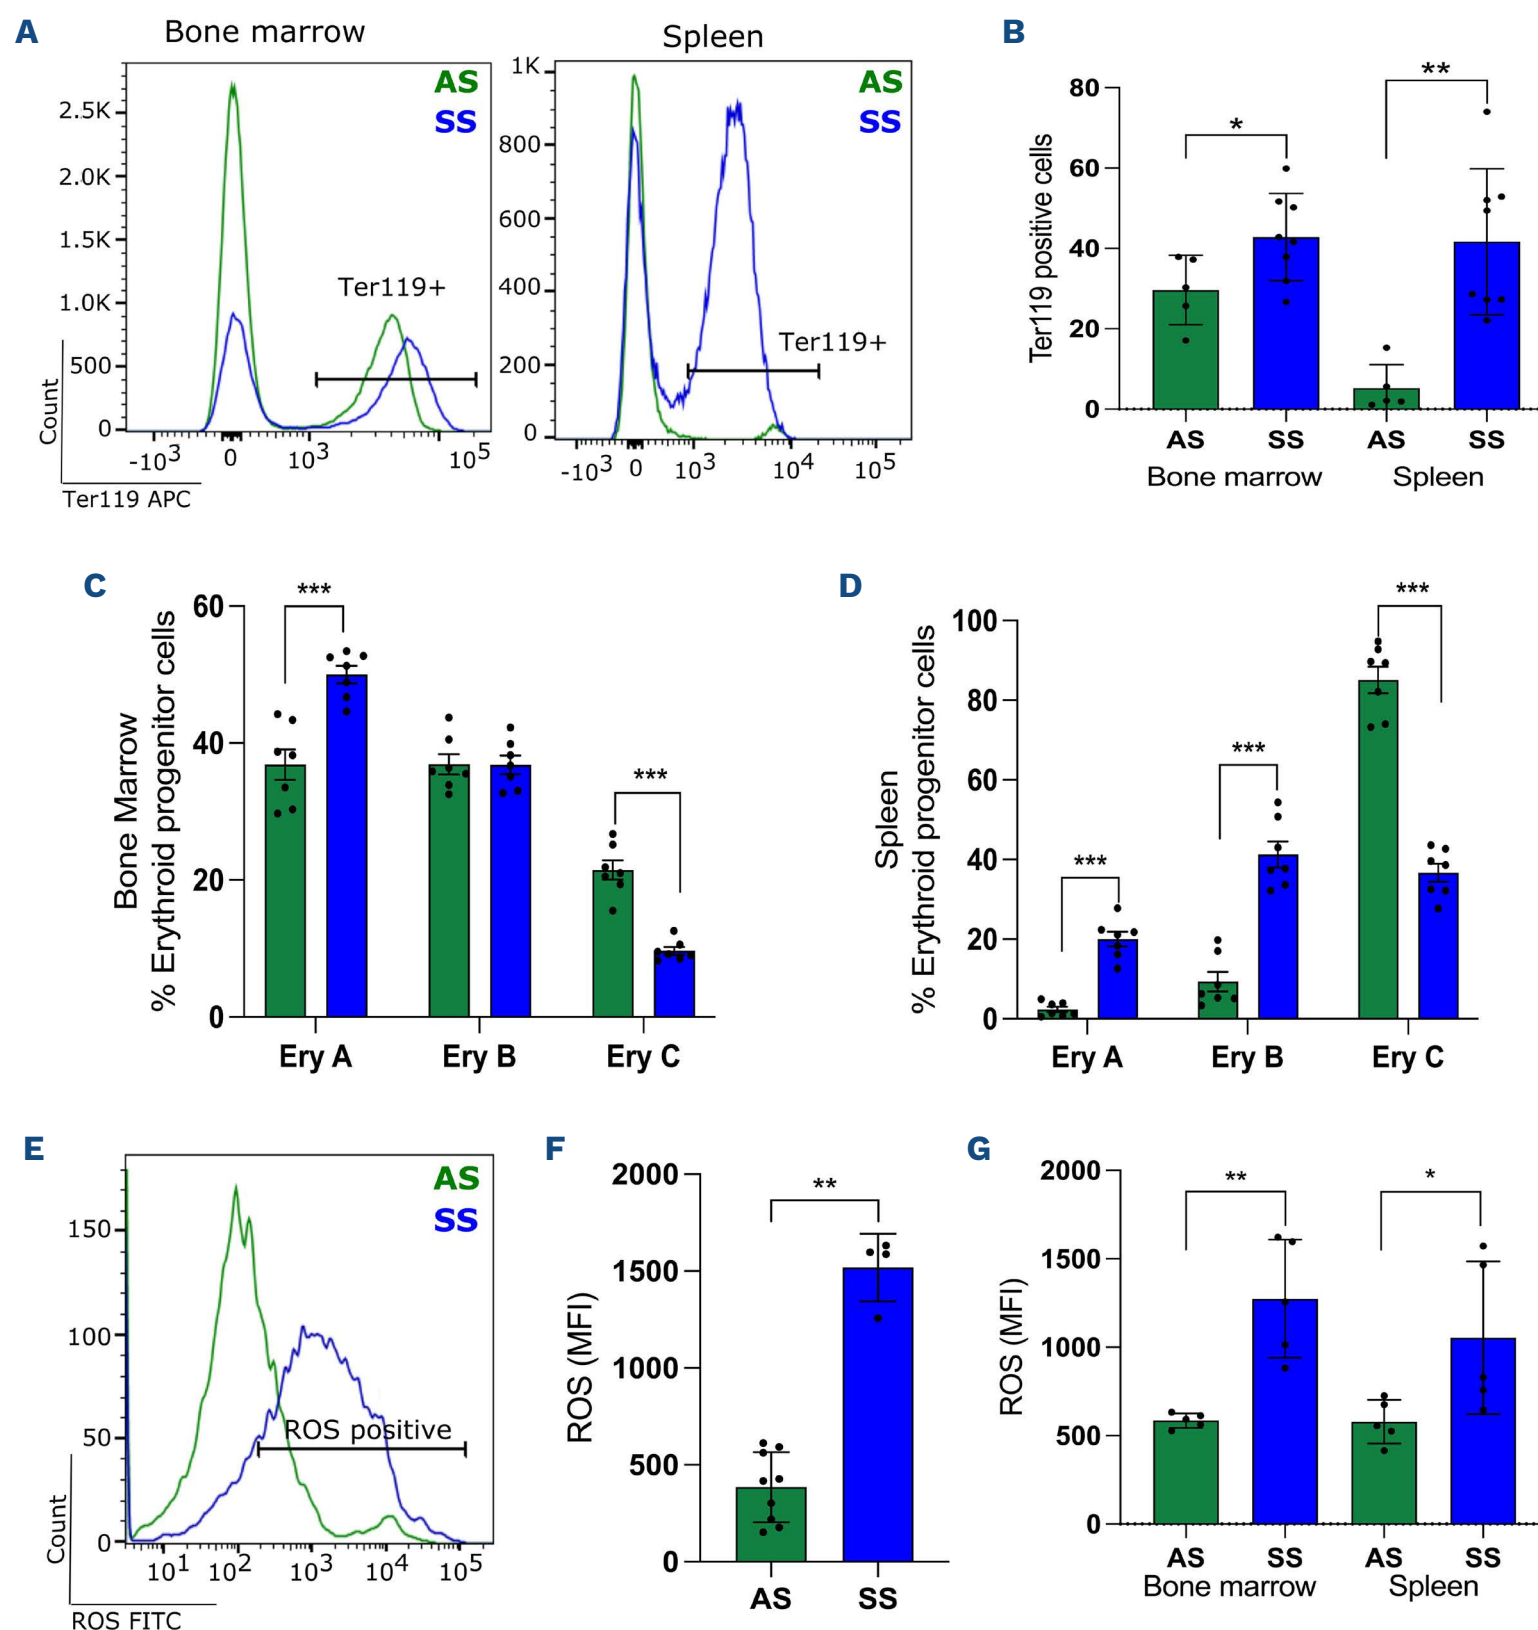 A
Bone marrow
AS
SS
2.5K
2.0K
1.5K
1.0K
500
0
Ter119+
-10³ 0 10³ 10⁵
Count
Ter119 APC
Spleen
AS
SS
1K
800
600
400
200
0
Ter119+
-10³ 0 10³ 10⁴ 10⁵
B
Ter119 positive cells
80
60
40
20
0
*
**
AS SS AS SS
Bone marrow Spleen
C
Bone Marrow
% Erythroid progenitor cells
60
40
20
0
***
***
Ery A Ery B Ery C
D
Spleen
% Erythroid progenitor cells
100
80
60
40
20
0
***
***
***
Ery A Ery B Ery C
E
AS
SS
150
100
50
0
ROS positive
10¹ 10² 10³ 10⁴ 10⁵
Count
ROS FITC
F
ROS (MFI)
2000
1500
1000
500
0
**
AS SS
G
ROS (MFI)
2000
1500
1000
500
0
**
*
AS SS AS SS
Bone marrow Spleen